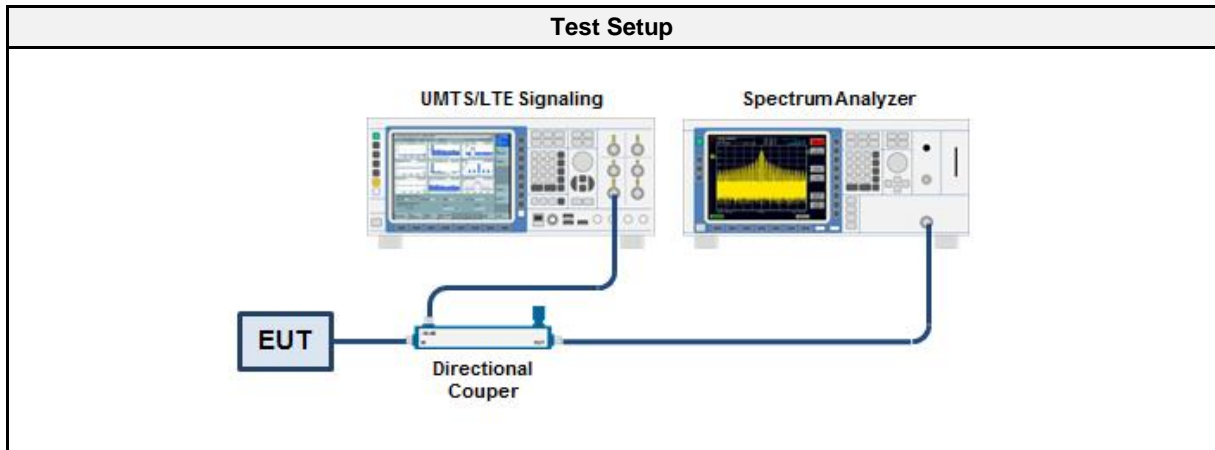 Test Setup
UMTS/LTE Signaling
Spectrum Analyzer
EUT
Directional
Couper